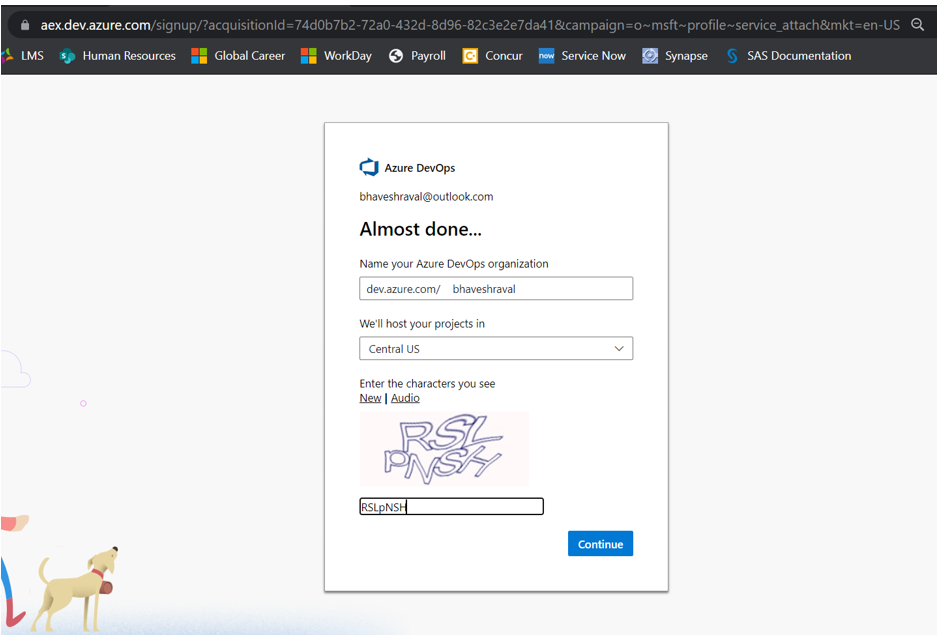 aex.dev.azure.com/signup/?acquisitionId=74d0b7b2-72a0-432d-8d96-82c3e2e7da41&campaign=o~msft~profile~service_attach&mkt=en-US
LMS Human Resources Global Career WorkDay Payroll Concur now Service Now Synapse SAS Documentation
Azure DevOps
bhaveshraval@outlook.com
Almost done...
Name your Azure DevOps organization
dev.azure.com/ bhaveshraval
We'll host your projects in
Central US
Enter the characters you see
New | Audio
RSL
PNSH
RSLpNSH
Continue